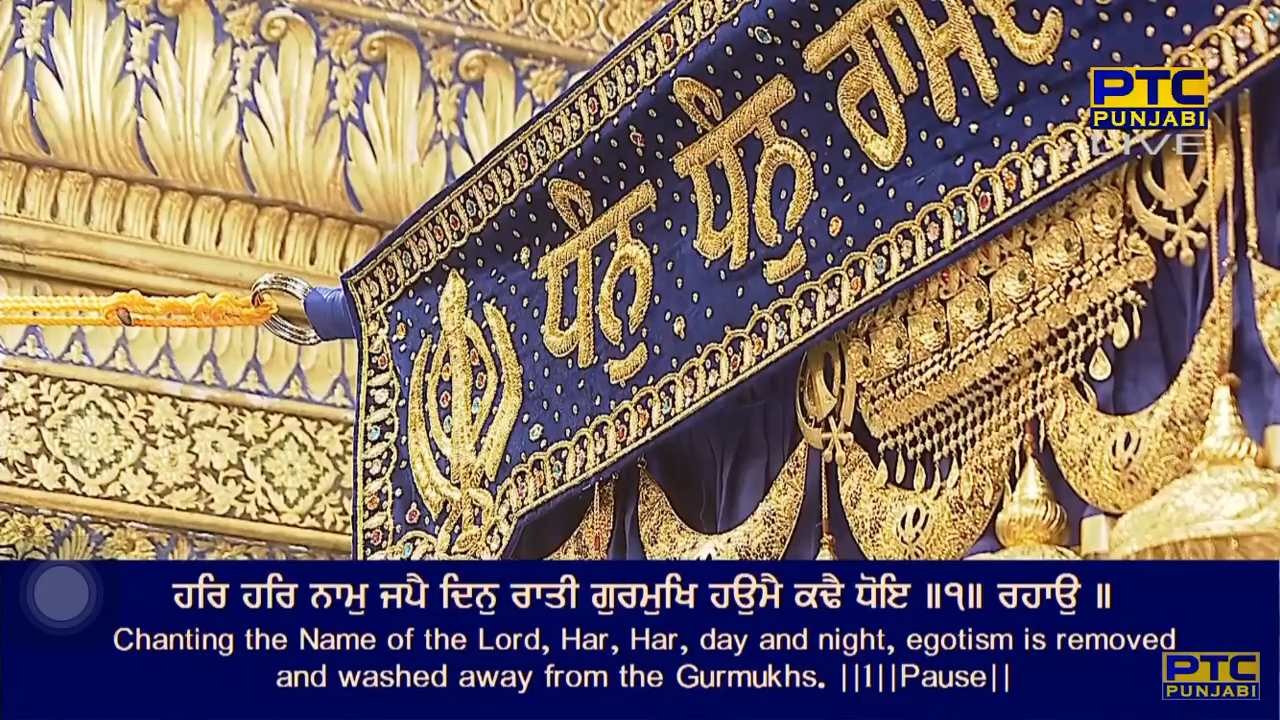 ਧੰਨੁ ਧੰਨੁ ਰਾਮਦ
PTC
PUNJABI
LIVE
ਹਰਿ ਹਰਿ ਨਾਮੁ ਜਪੈ ਦਿਨੁ ਰਾਤੀ ਗੁਰਮੁਖਿ ਹਉਮੈ ਕਢੈ ਧੋਇ ॥੧॥ ਰਹਾਉ ॥
Chanting the Name of the Lord, Har, Har, day and night, egotism is removed
and washed away from the Gurmukhs. ||1||Pause||
PTC
PUNJABI